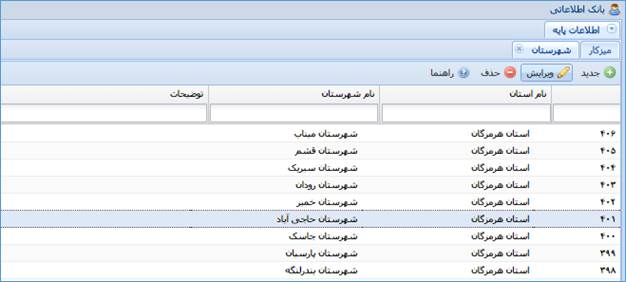 بانک اطلاعاتی
اطلاعات پایه
میزکار شهرستان
جدید ویرایش حذف راهنما
نام استان نام شهرستان توضیحات
۴۰۶ استان هرمزگان شهرستان میناب
۴۰۵ استان هرمزگان شهرستان قشم
۴۰۴ استان هرمزگان شهرستان سیریک
۴۰۳ استان هرمزگان شهرستان رودان
۴۰۲ استان هرمزگان شهرستان خمیر
۴۰۱ استان هرمزگان شهرستان حاجی آباد
۴۰۰ استان هرمزگان شهرستان جاسک
۳۹۹ استان هرمزگان شهرستان پارسیان
۳۹۸ استان هرمزگان شهرستان بندرلنگه